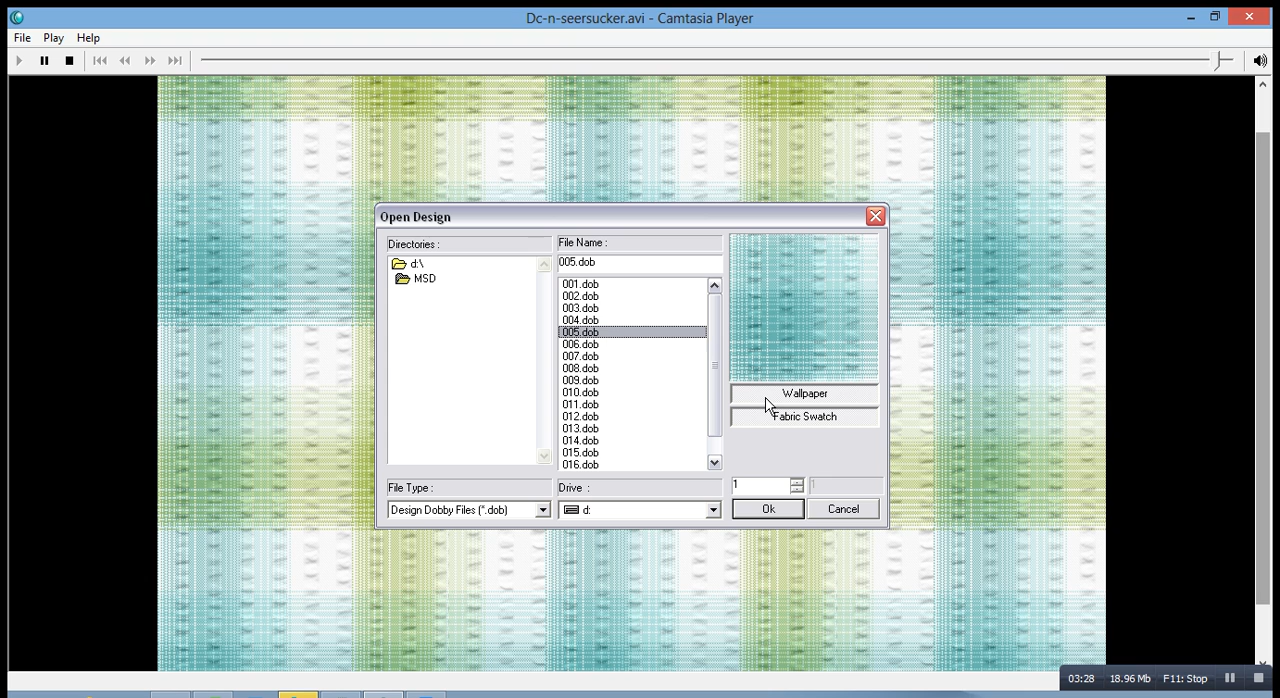 Dc-n-seersucker.avi - Camtasia Player
File Play Help
Open Design
Directories :
File Name :
005.dob
d:\
MSD
001.dob
002.dob
003.dob
004.dob
005.dob
006.dob
007.dob
008.dob
009.dob
010.dob
011.dob
012.dob
013.dob
014.dob
015.dob
016.dob
Wallpaper
Fabric Swatch
File Type :
Drive :
1
1
Design Dobby Files (*.dob)
d:
Ok
Cancel
03:28 18.96 Mb F11: Stop